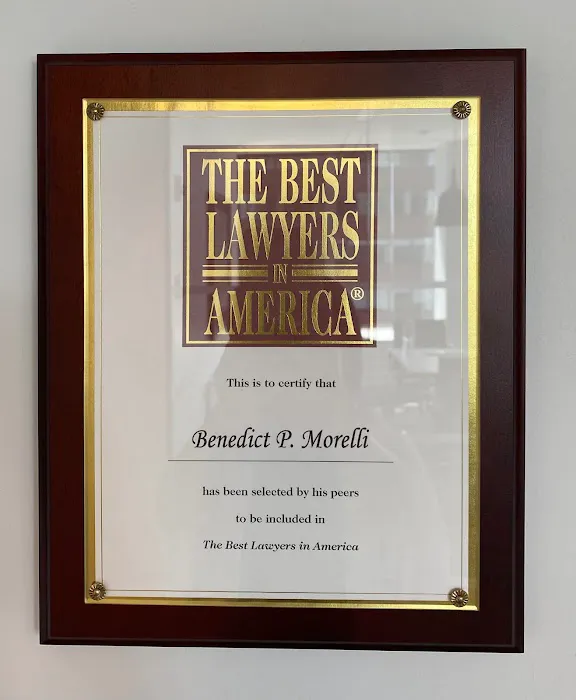 THE BEST
LAWYERS
IN
AMERICA®
This is to certify that
Benedict P. Morelli
has been selected by his peers
to be included in
The Best Lawyers in America